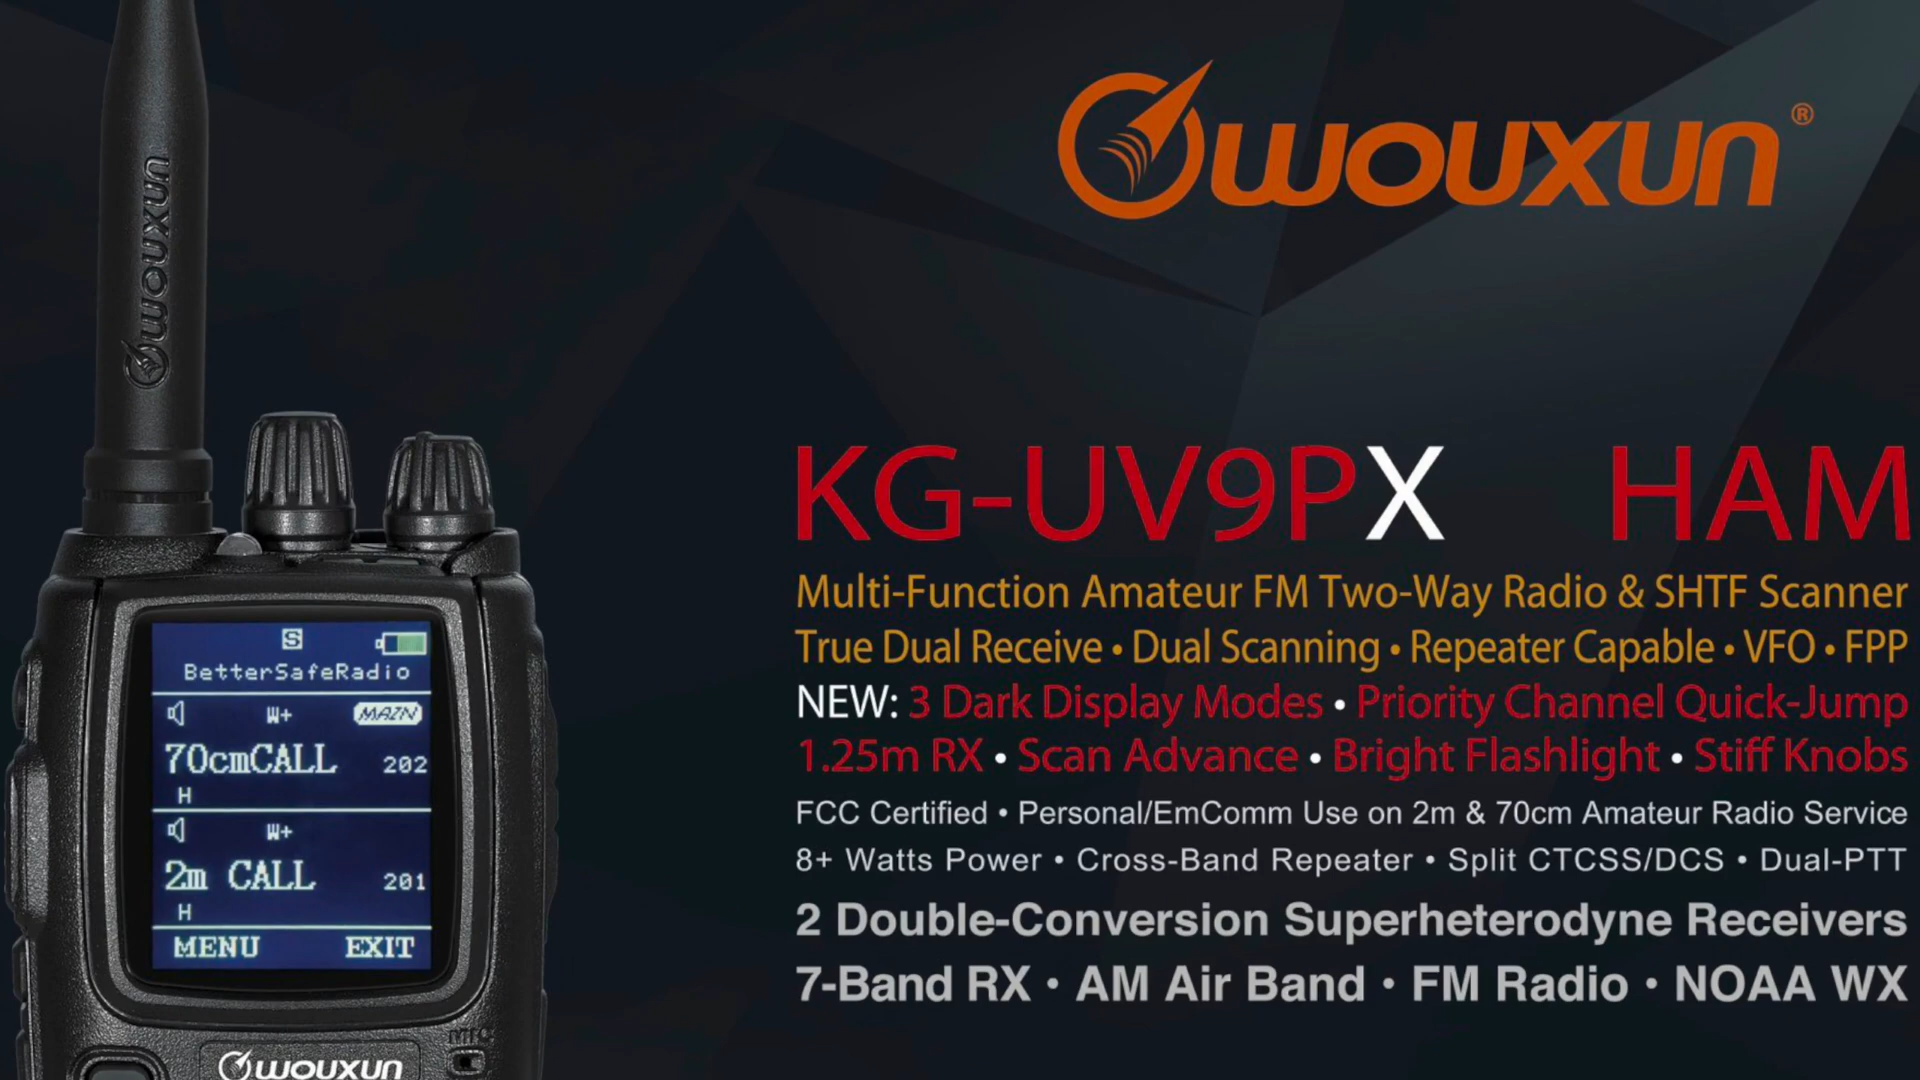 wouxun®
wouxun
KG-UV9PX HAM
Multi-Function Amateur FM Two-Way Radio & SHTF Scanner
True Dual Receive • Dual Scanning • Repeater Capable • VFO • FPP
NEW: 3 Dark Display Modes • Priority Channel Quick-Jump
1.25m RX • Scan Advance • Bright Flashlight • Stiff Knobs
FCC Certified • Personal/EmComm Use on 2m & 70cm Amateur Radio Service
8+ Watts Power • Cross-Band Repeater • Split CTCSS/DCS • Dual-PTT
2 Double-Conversion Superheterodyne Receivers
7-Band RX • AM Air Band • FM Radio • NOAA WX
S
BetterSafeRadio
W+ MAIN
70cmCALL 202
H
W+
2m CALL 201
H
MENU EXIT
MIC
wouxun